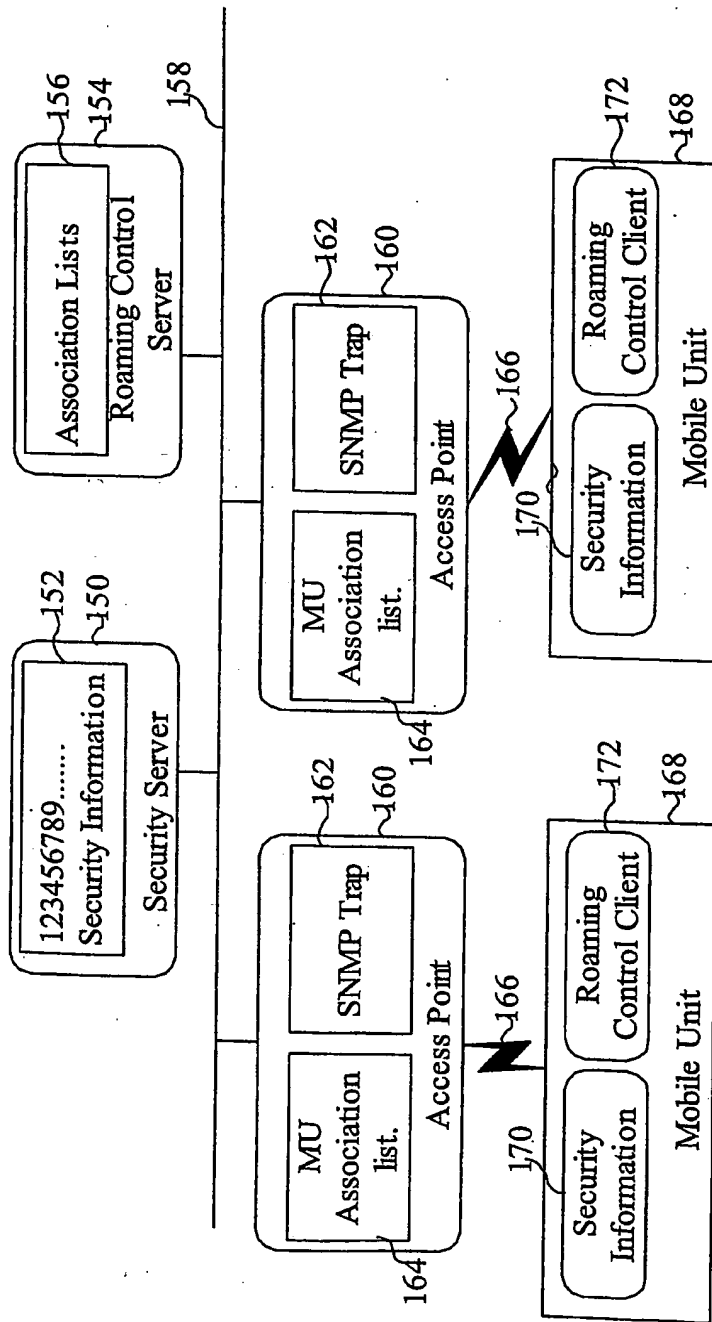 123456789.......
Security Information
Security Server
152
150
Association Lists
Roaming Control
Server
156
154
158
MU
Association
list.
SNMP Trap
Access Point
162
160
164
MU
Association
list.
SNMP Trap
Access Point
162
160
164
166
166
170
Security
Information
Roaming
Control Client
Mobile Unit
172
168
170
Security
Information
Roaming
Control Client
Mobile Unit
172
168